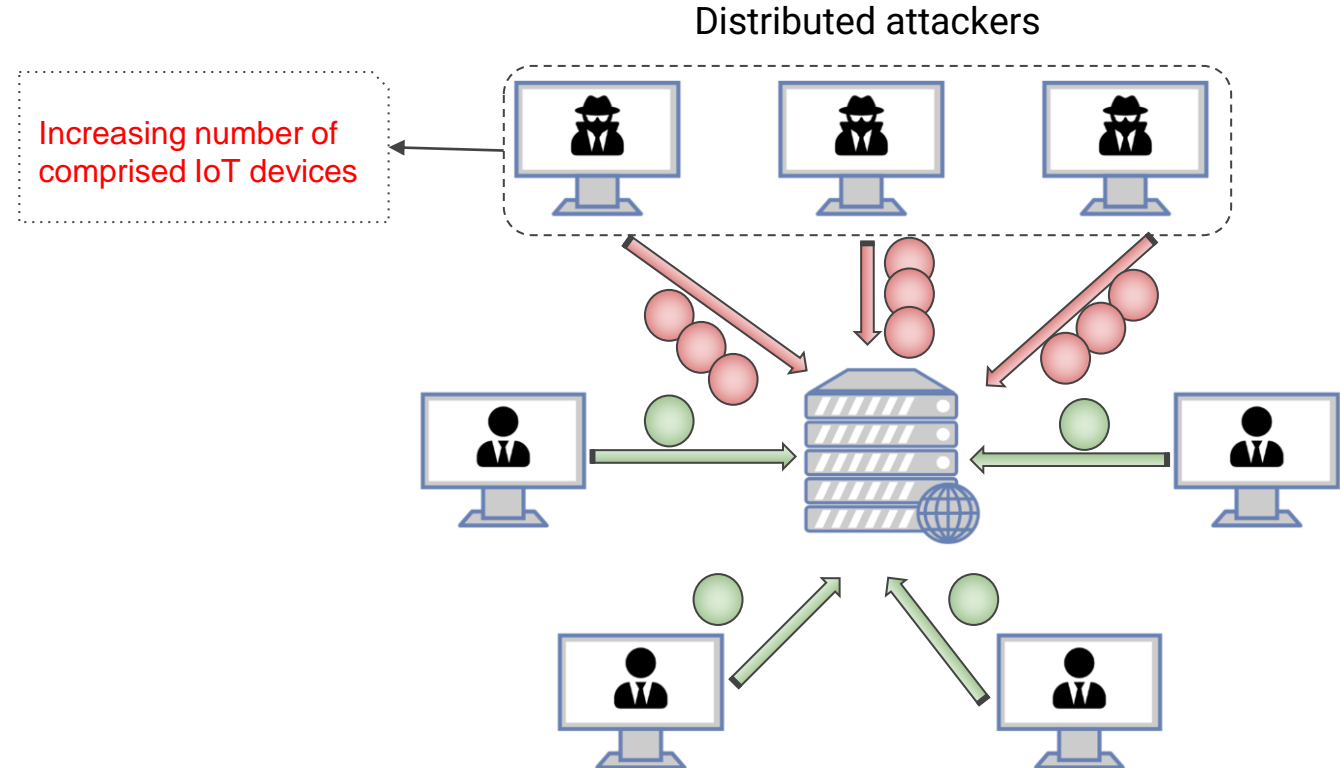 Distributed attackers
Increasing number of
comprised IoT devices